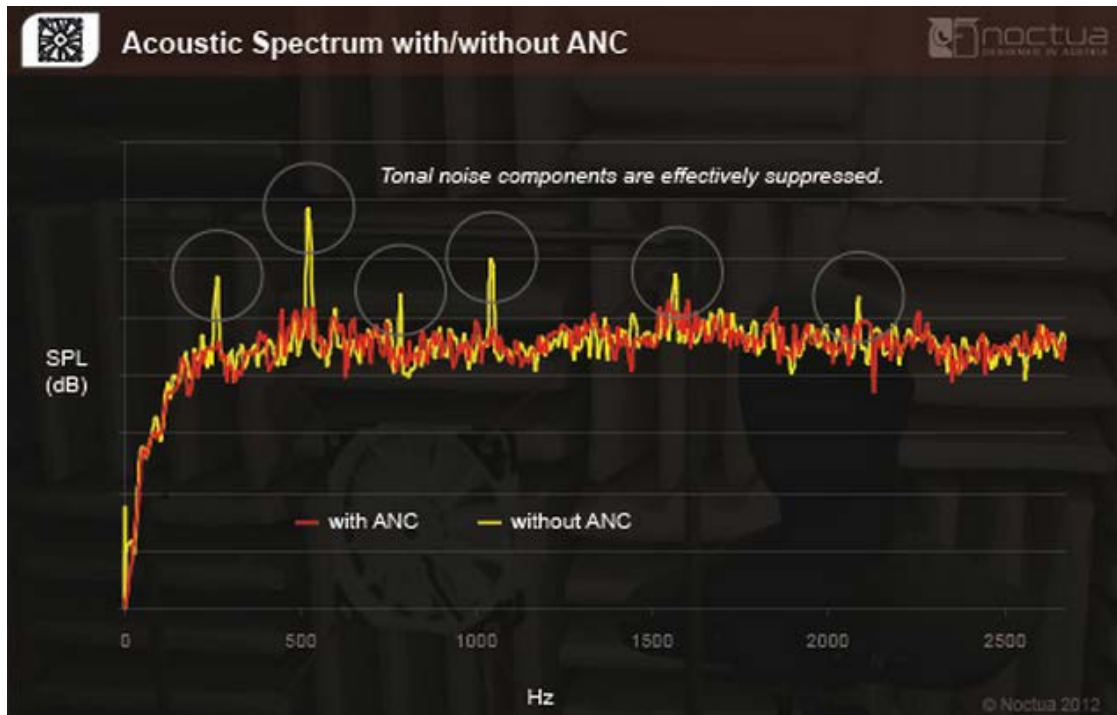 Acoustic Spectrum with/without ANC
noctua
DESIGNED IN AUSTRIA
Tonal noise components are effectively suppressed.
SPL
(dB)
with ANC
without ANC
0
500
1000
1500
2000
2500
Hz
© Noctua 2012